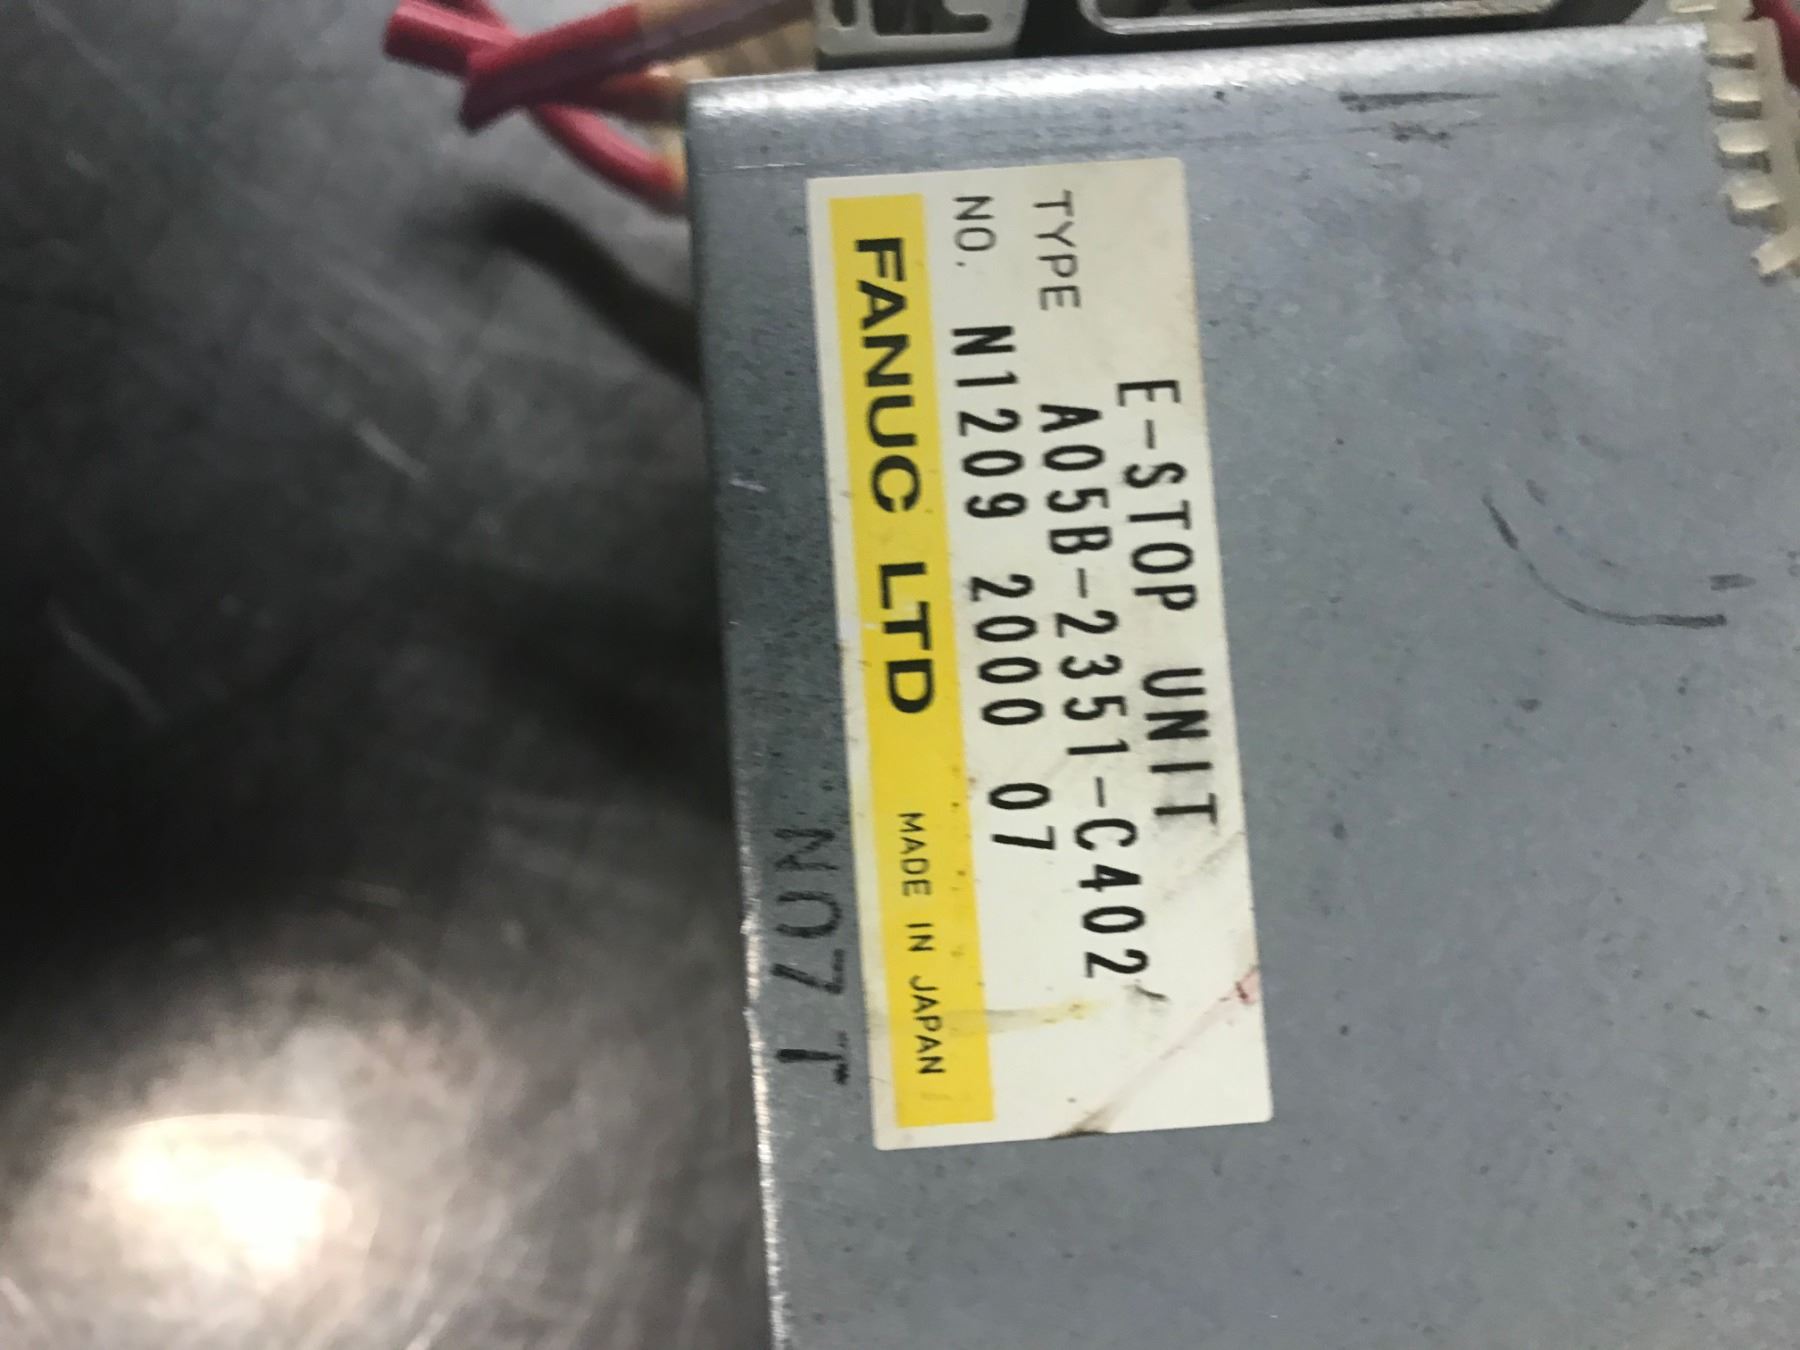 E-STOP UNIT
TYPE A05B-2351-C402
NO. N1209 2000 07
FANUC LTD MADE IN JAPAN
N07T